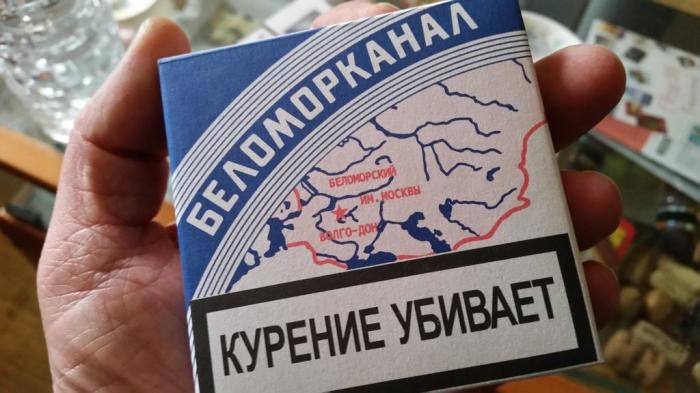 БЕЛОМОРКАНАЛ
БЕЛОМОРСКИЙ
ИМ. МОСКВЫ
ВОЛГО-ДОН
КУРЕНИЕ УБИВАЕТ